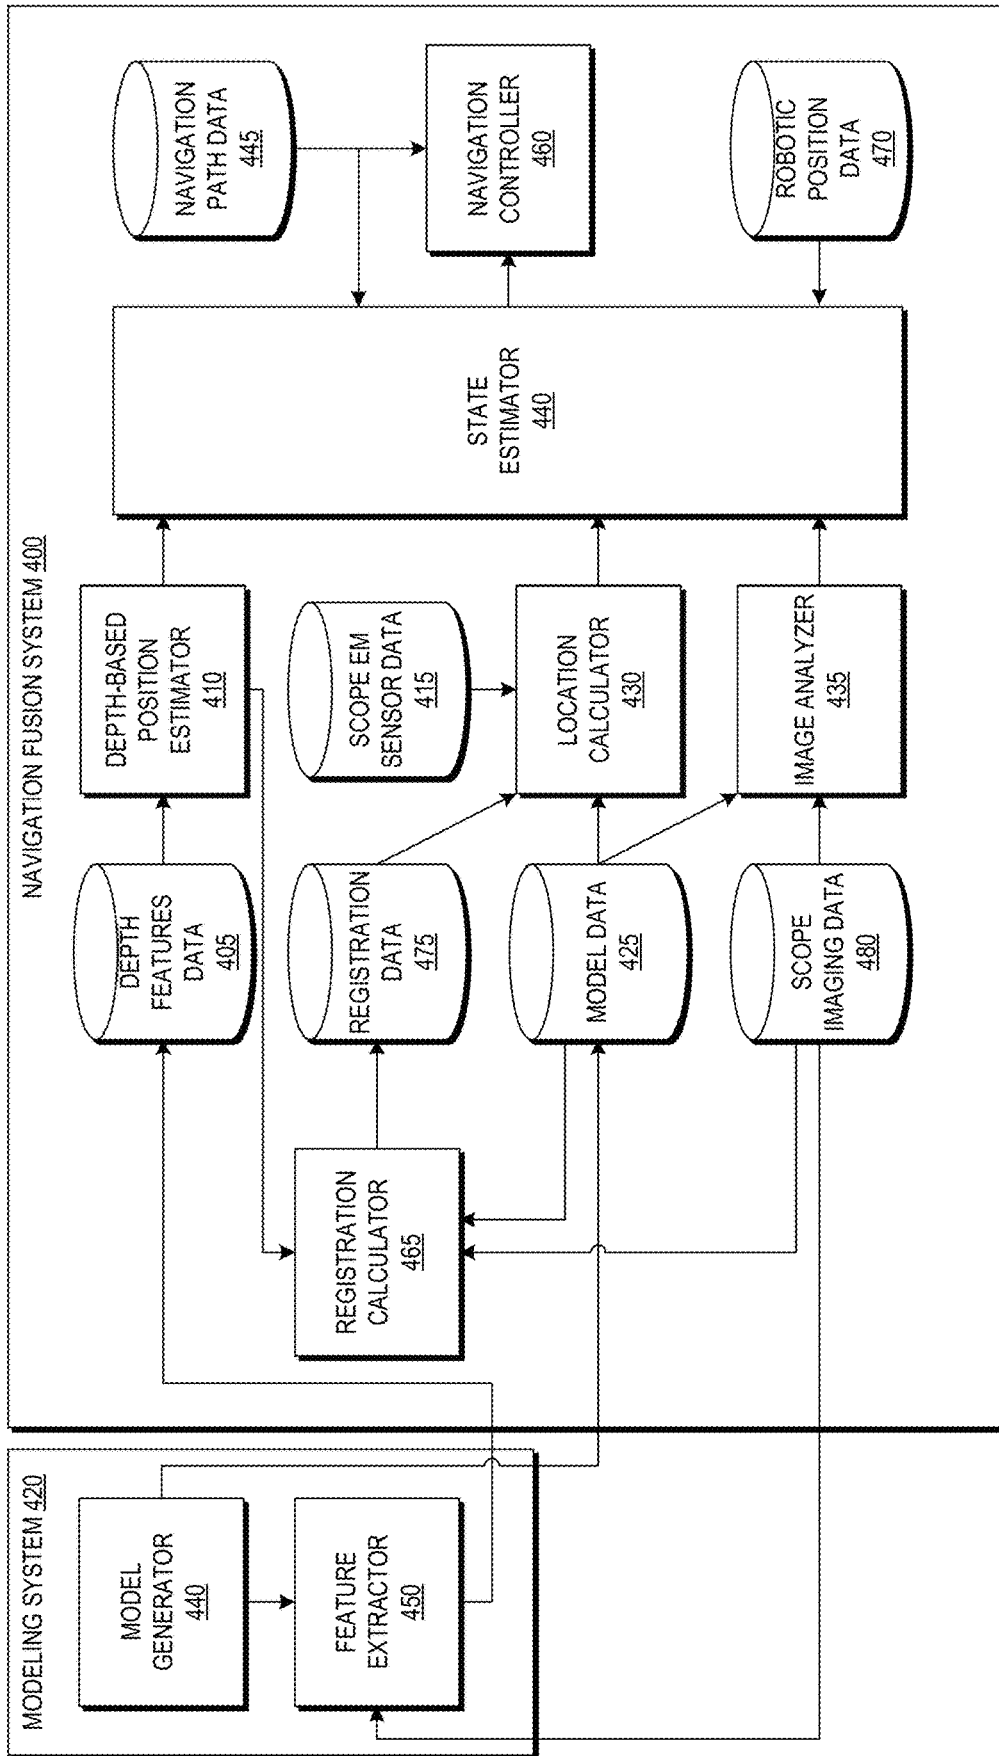 MODELING SYSTEM 420
MODEL
GENERATOR
440
FEATURE
EXTRACTOR
450
NAVIGATION FUSION SYSTEM 400
DEPTH
FEATURES
DATA
405
DEPTH-BASED
POSITION
ESTIMATOR
410
REGISTRATION
CALCULATOR
465
REGISTRATION
DATA
475
SCOPE EM
SENSOR DATA
415
MODEL DATA
425
LOCATION
CALCULATOR
430
SCOPE
IMAGING DATA
480
IMAGE ANALYZER
435
STATE
ESTIMATOR
440
NAVIGATION
PATH DATA
445
NAVIGATION
CONTROLLER
460
ROBOTIC
POSITION
DATA
470